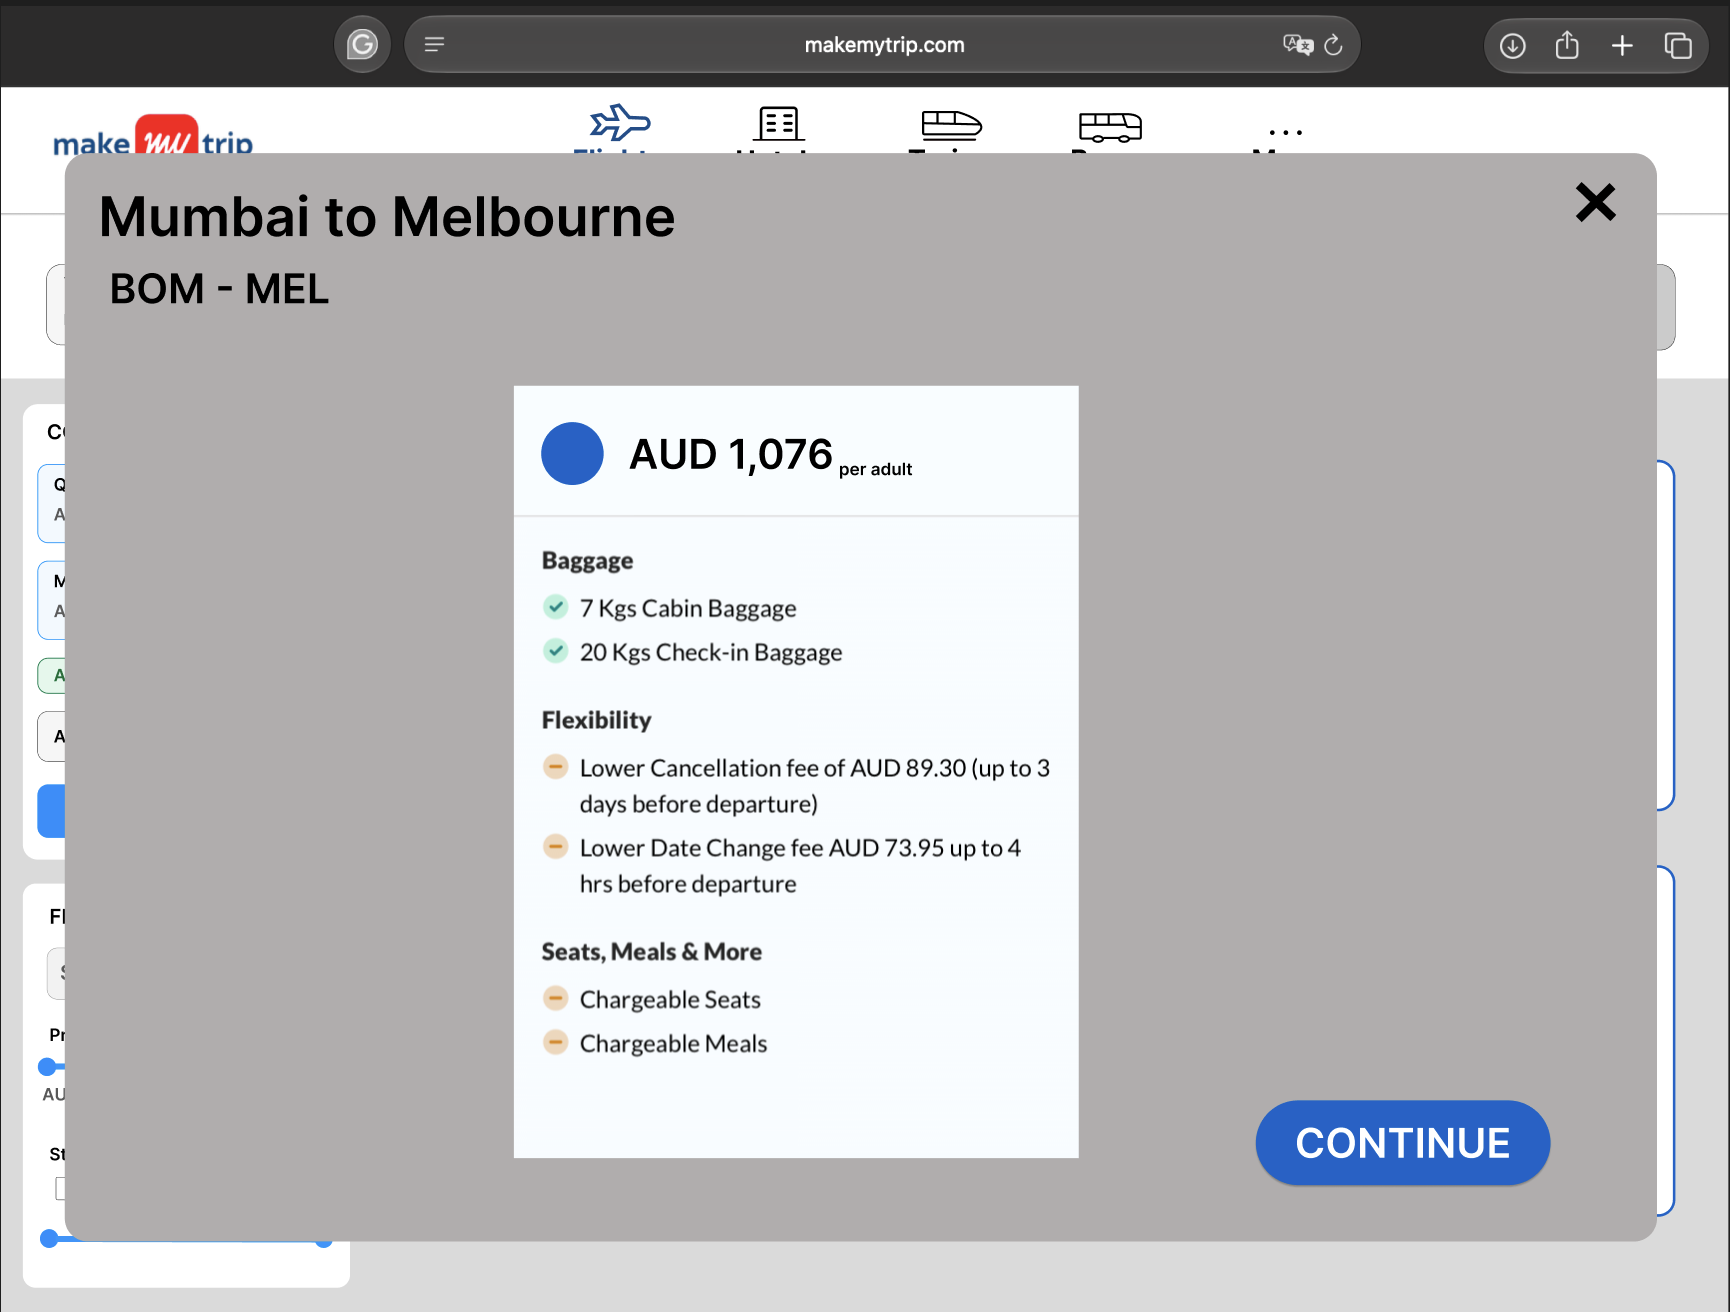 makemytrip.com
make my trip
Mumbai to Melbourne
BOM - MEL
AUD 1,076 per adult
Baggage
7 Kgs Cabin Baggage
20 Kgs Check-in Baggage
Flexibility
Lower Cancellation fee of AUD 89.30 (up to 3
days before departure)
Lower Date Change fee AUD 73.95 up to 4
hrs before departure
Seats, Meals & More
Chargeable Seats
Chargeable Meals
CONTINUE